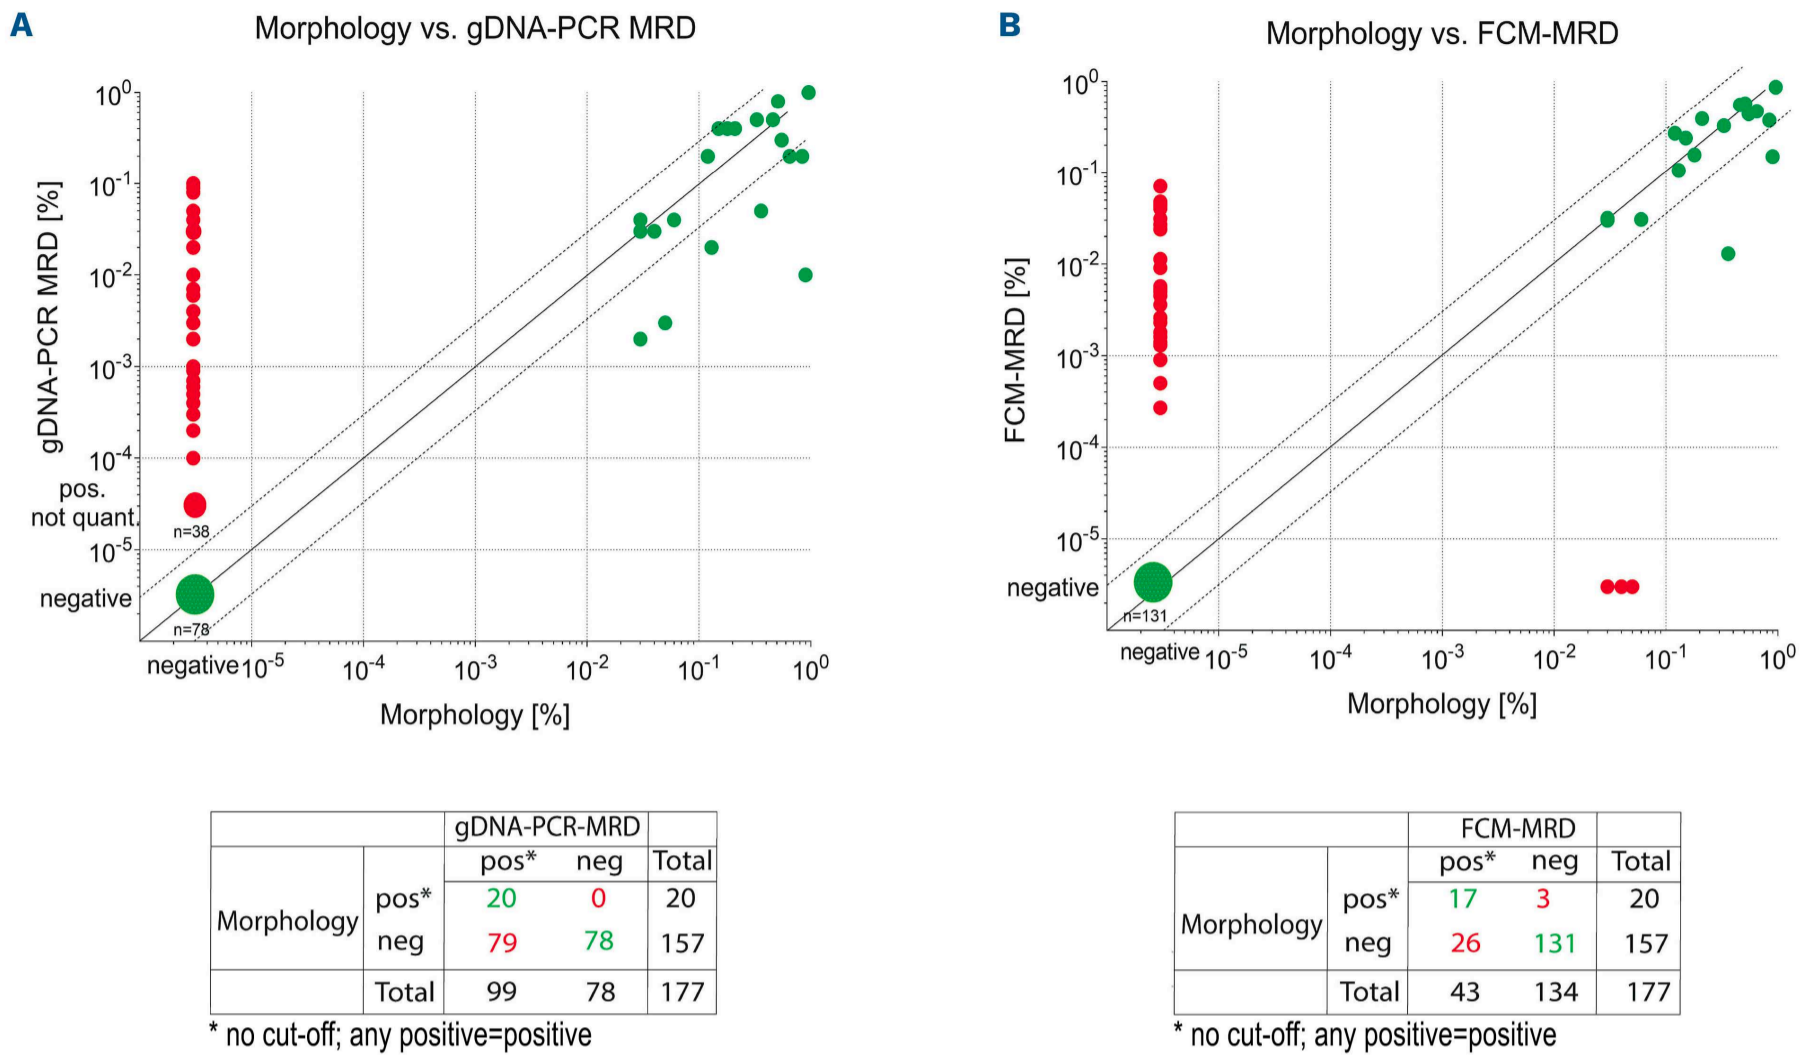 A
Morphology vs. gDNA-PCR MRD
gDNA-PCR MRD [%]
10^0
10^-1
10^-2
10^-3
10^-4
pos.
not quant.
n=38
10^-5
negative
n=78
negative 10^-5 10^-4 10^-3 10^-2 10^-1 10^0
Morphology [%]
gDNA-PCR-MRD
pos* neg Total
Morphology pos* 20 0 20
neg 79 78 157
Total 99 78 177
* no cut-off; any positive=positive
B
Morphology vs. FCM-MRD
FCM-MRD [%]
10^0
10^-1
10^-2
10^-3
10^-4
10^-5
negative
n=131
negative 10^-5 10^-4 10^-3 10^-2 10^-1 10^0
Morphology [%]
FCM-MRD
pos* neg Total
Morphology pos* 17 3 20
neg 26 131 157
Total 43 134 177
* no cut-off; any positive=positive